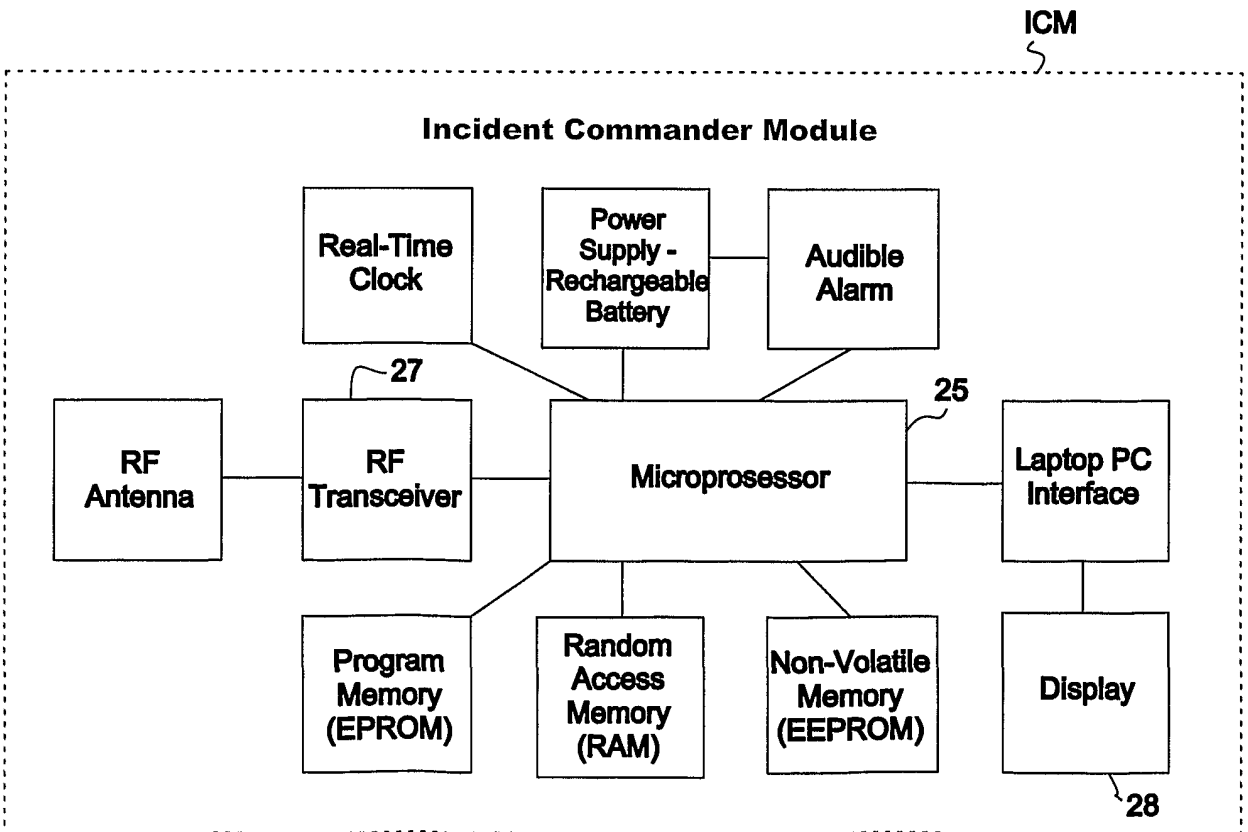 ICM
Incident Commander Module
Real-Time
Clock
Power
Supply -
Rechargeable
Battery
Audible
Alarm
27
25
RF
Antenna
RF
Transceiver
Microprosessor
Laptop PC
Interface
Program
Memory
(EPROM)
Random
Access
Memory
(RAM)
Non-Volatile
Memory
(EEPROM)
Display
28